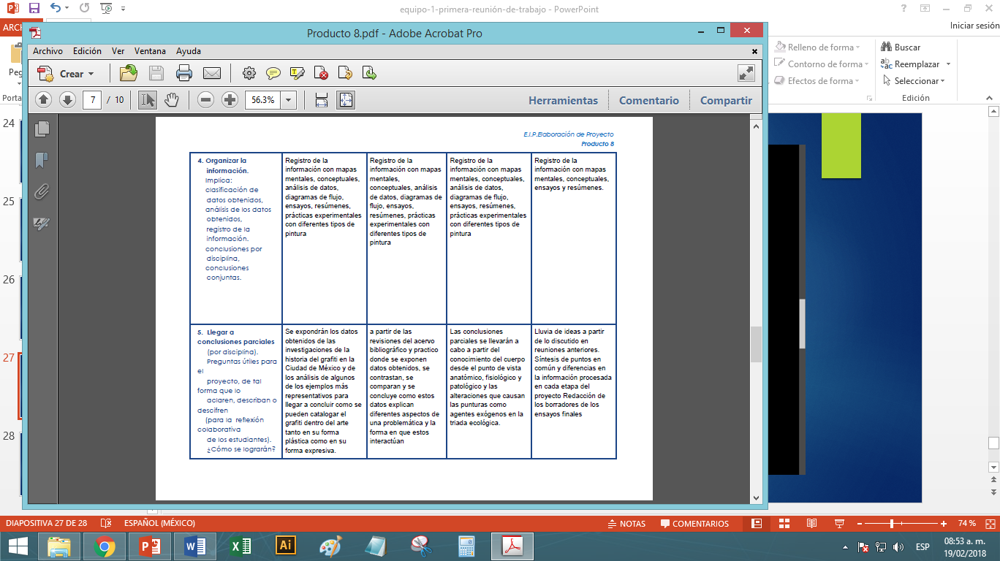 equipo-1-primera-reunión-de-trabajo - PowerPoint
ARCH
Iniciar sesión
Peg
Porta
Relleno de forma
Contorno de forma
Efectos de forma
Buscar
Reemplazar
Seleccionar
Edición
24
25
26
27
28
Producto 8.pdf - Adobe Acrobat Pro
Archivo Edición Ver Ventana Ayuda
Crear
7 / 10
56.3%
Herramientas Comentario Compartir
E.I.P.Elaboración de Proyecto
Producto 8
4. Organizar la
información.
Implica:
clasificación de
datos obtenidos,
análisis de los datos
obtenidos,
registro de la
información.
conclusiones por
disciplina,
conclusiones
conjuntas.
Registro de la
información con mapas
mentales, conceptuales,
análisis de datos,
diagramas de flujo,
ensayos, resúmenes,
prácticas experimentales
con diferentes tipos de
pintura
Registro de la
información con mapas
mentales,
conceptuales, análisis
de datos, diagramas de
flujo, ensayos,
resúmenes, prácticas
experimentales con
diferentes tipos de
pintura
Registro de la
información con mapas
mentales, conceptuales,
análisis de datos,
diagramas de flujo,
ensayos, resúmenes,
prácticas experimentales
con diferentes tipos de
pintura
Registro de la
información con mapas
mentales, conceptuales,
ensayos y resúmenes.
5. Llegar a
conclusiones parciales
(por disciplina).
Preguntas útiles para
el
proyecto, de tal
forma que lo
aclaren, describan o
descifren
(para la reflexión
colaborativa
de los estudiantes).
¿Cómo se lograrán?
Se expondrán los datos
obtenidos de las
investigaciones de la
historia del grafiti en la
Ciudad de México y de
los análisis de algunos
de los ejemplos más
representativos para
llegar a concluir como se
pueden catalogar el
grafiti dentro del arte
tanto en su forma
plástica como en su
forma expresiva.
a partir de las
revisiones del acervo
bibliográfico y practico
donde se exponen
datos obtenidos, se
contrastan, se
comparan y se
concluye como estos
datos explican
diferentes aspectos de
una problemática y la
forma en que estos
interactúan
Las conclusiones
parciales se llevarán a
cabo a partir del
conocimiento del cuerpo
desde el punto de vista
anatómico, fisiológico y
patológico y las
alteraciones que causan
las punturas como
agentes exógenos en la
triada ecológica.
Lluvia de ideas a partir
de lo discutido en
reuniones anteriores.
Síntesis de puntos en
común y diferencias en
la información procesada
en cada etapa del
proyecto Redacción de
los borradores de los
ensayos finales
DIAPOSITIVA 27 DE 28
ESPAÑOL (MÉXICO)
NOTAS
COMENTARIOS
74 %
ESP
08:53 a. m.
19/02/2018